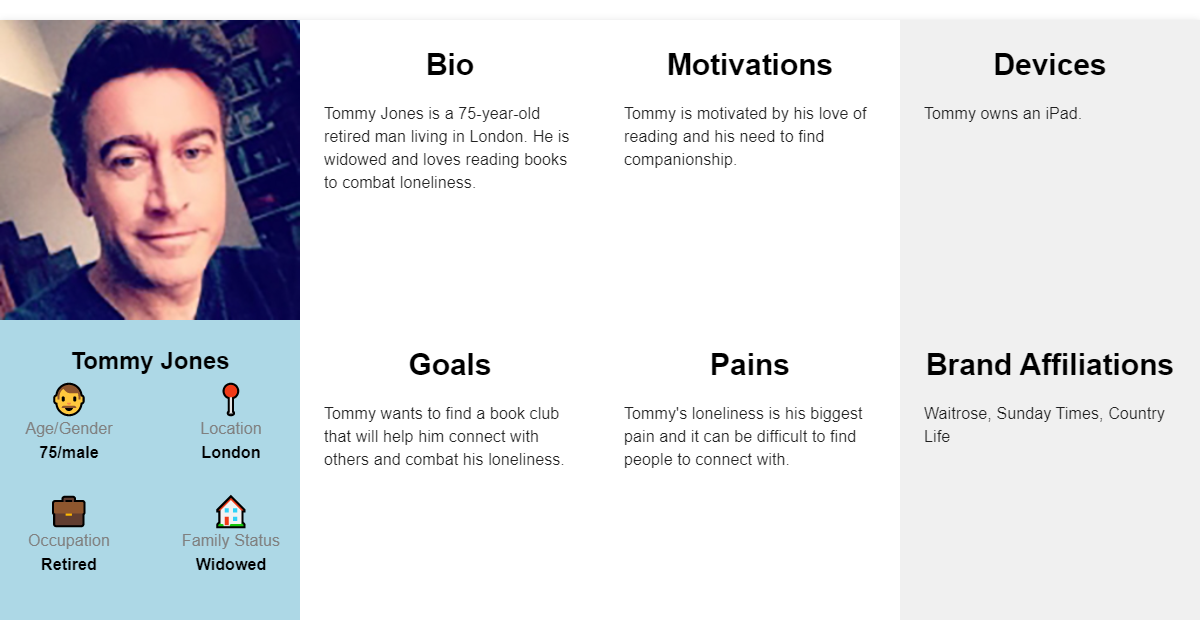 Bio
Tommy Jones is a 75-year-old
retired man living in London. He is
widowed and loves reading books
to combat loneliness.
Motivations
Tommy is motivated by his love of
reading and his need to find
companionship.
Devices
Tommy owns an iPad.
Tommy Jones
Age/Gender
75/male
Location
London
Occupation
Retired
Family Status
Widowed
Goals
Tommy wants to find a book club
that will help him connect with
others and combat his loneliness.
Pains
Tommy's loneliness is his biggest
pain and it can be difficult to find
people to connect with.
Brand Affiliations
Waitrose, Sunday Times, Country
Life